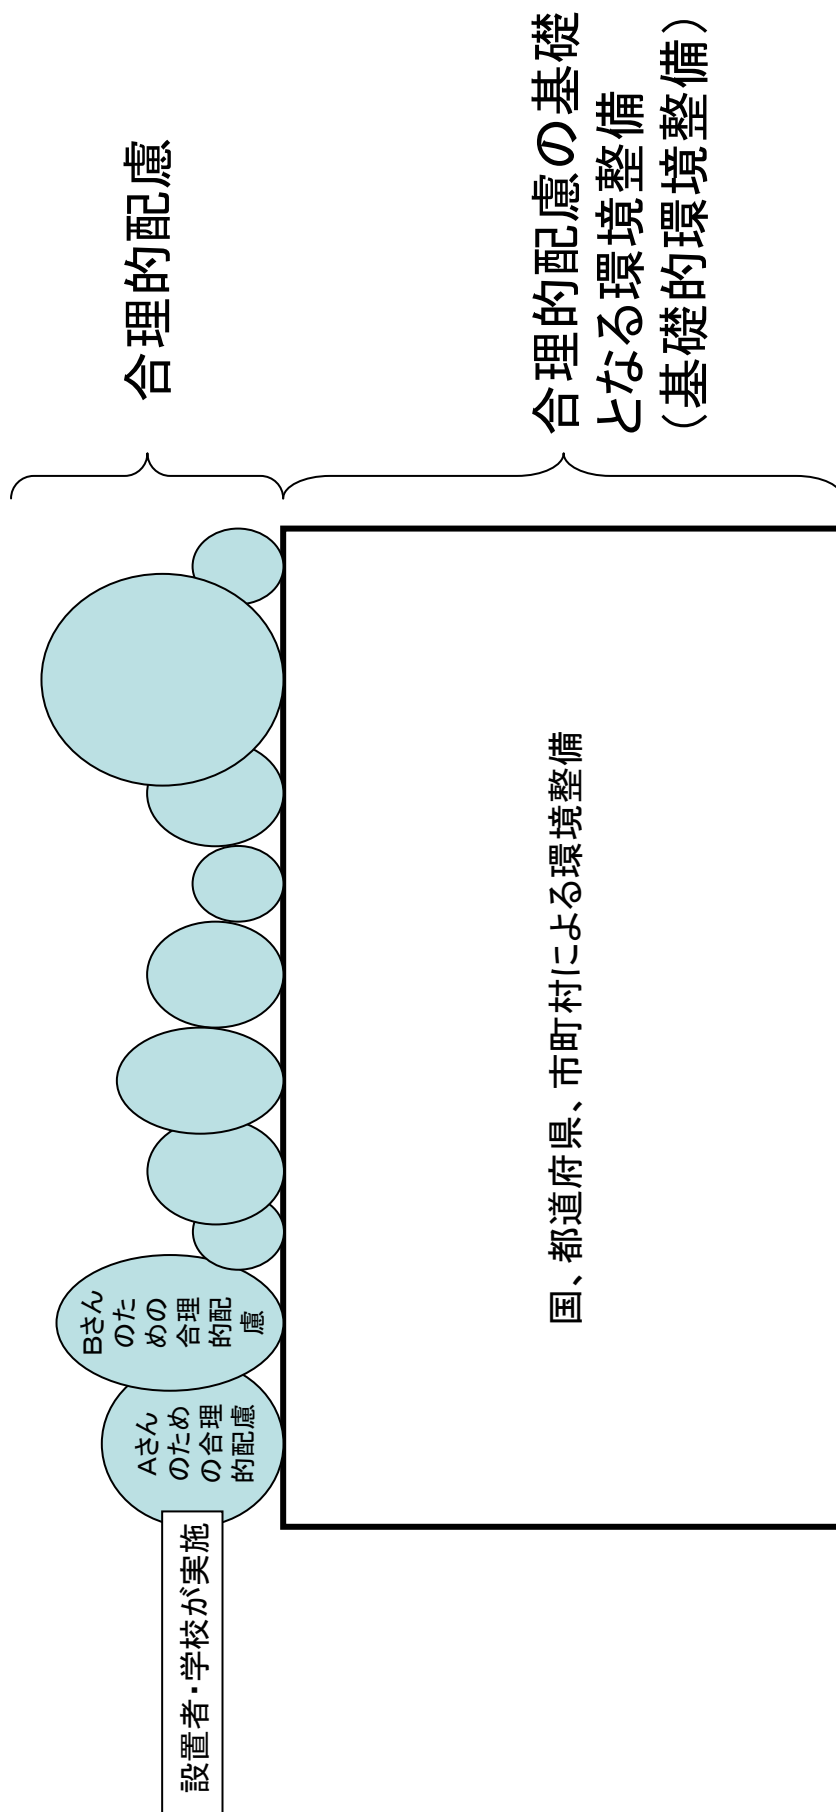 合理的配慮
Bさん
のた
めの
合理
的配
慮
Aさん
のため
の合理
的配慮
設置者・学校が実施
国、都道府県、市町村による環境整備
合理的配慮の基礎
となる環境整備
(基礎的環境整備)